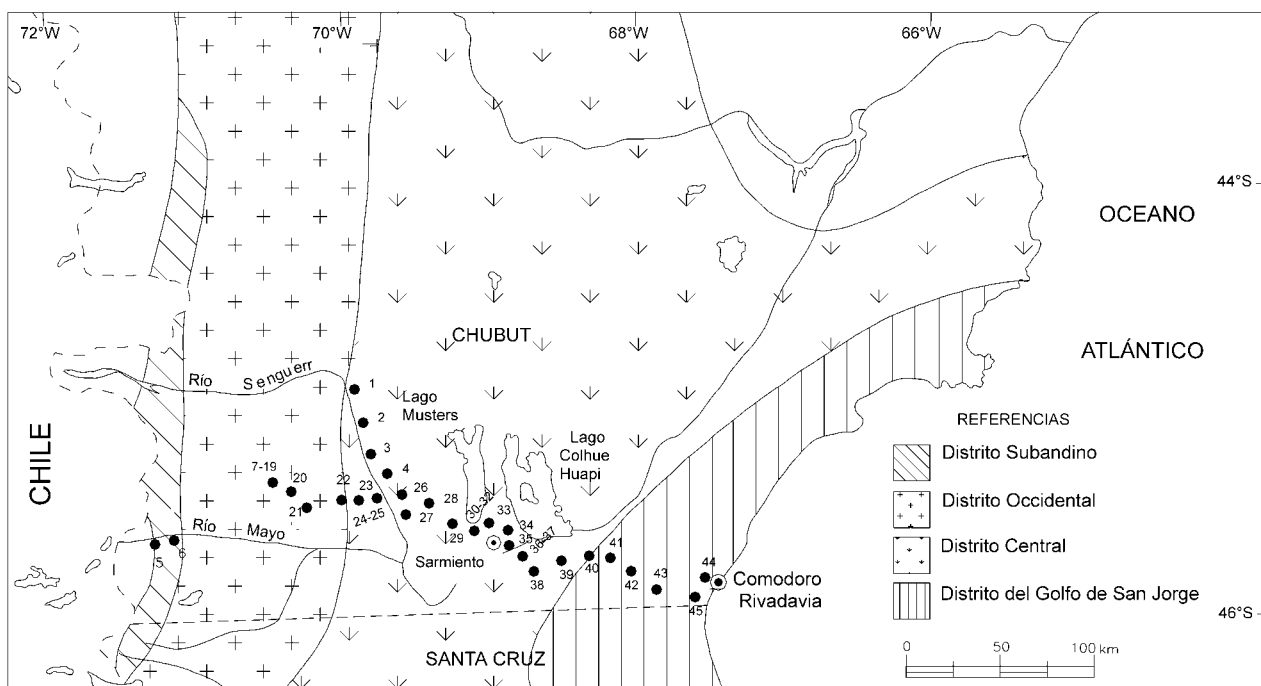 72°W
70°W
68°W
66°W
44°S
OCEANO
ATLÁNTICO
CHUBUT
CHILE
Río Senguerr
Lago
Musters
Lago
Colhue
Huapi
1
2
3
4
7-19
20
21
22
23
24-25
26
27
28
29
30-32
33
34
35
36-37
38
39
40
41
42
43
44
45
Río Mayo
5
6
Sarmiento
Comodoro
Rivadavia
46°S
SANTA CRUZ
REFERENCIAS
Distrito Subandino
Distrito Occidental
Distrito Central
Distrito del Golfo de San Jorge
0 50 100 km